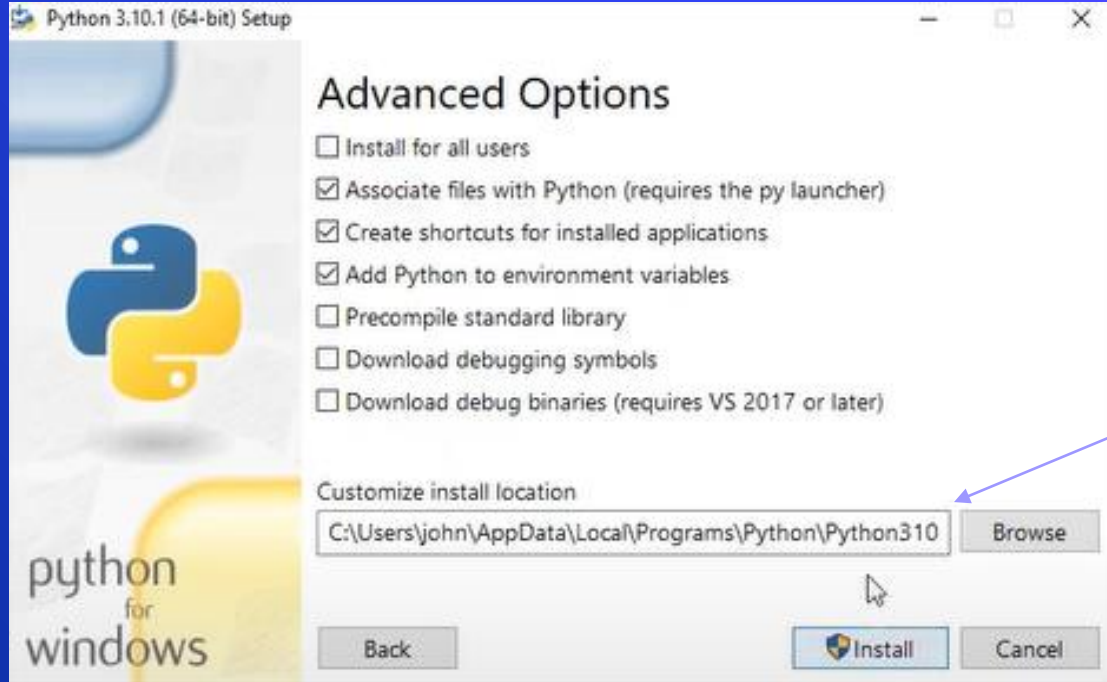 Python 3.10.1 (64-bit) Setup
Advanced Options
Install for all users
Associate files with Python (requires the py launcher)
Create shortcuts for installed applications
Add Python to environment variables
Precompile standard library
Download debugging symbols
Download debug binaries (requires VS 2017 or later)
Customize install location
C:\Users\john\AppData\Local\Programs\Python\Python310
Browse
python
for
windows
Back
Install
Cancel